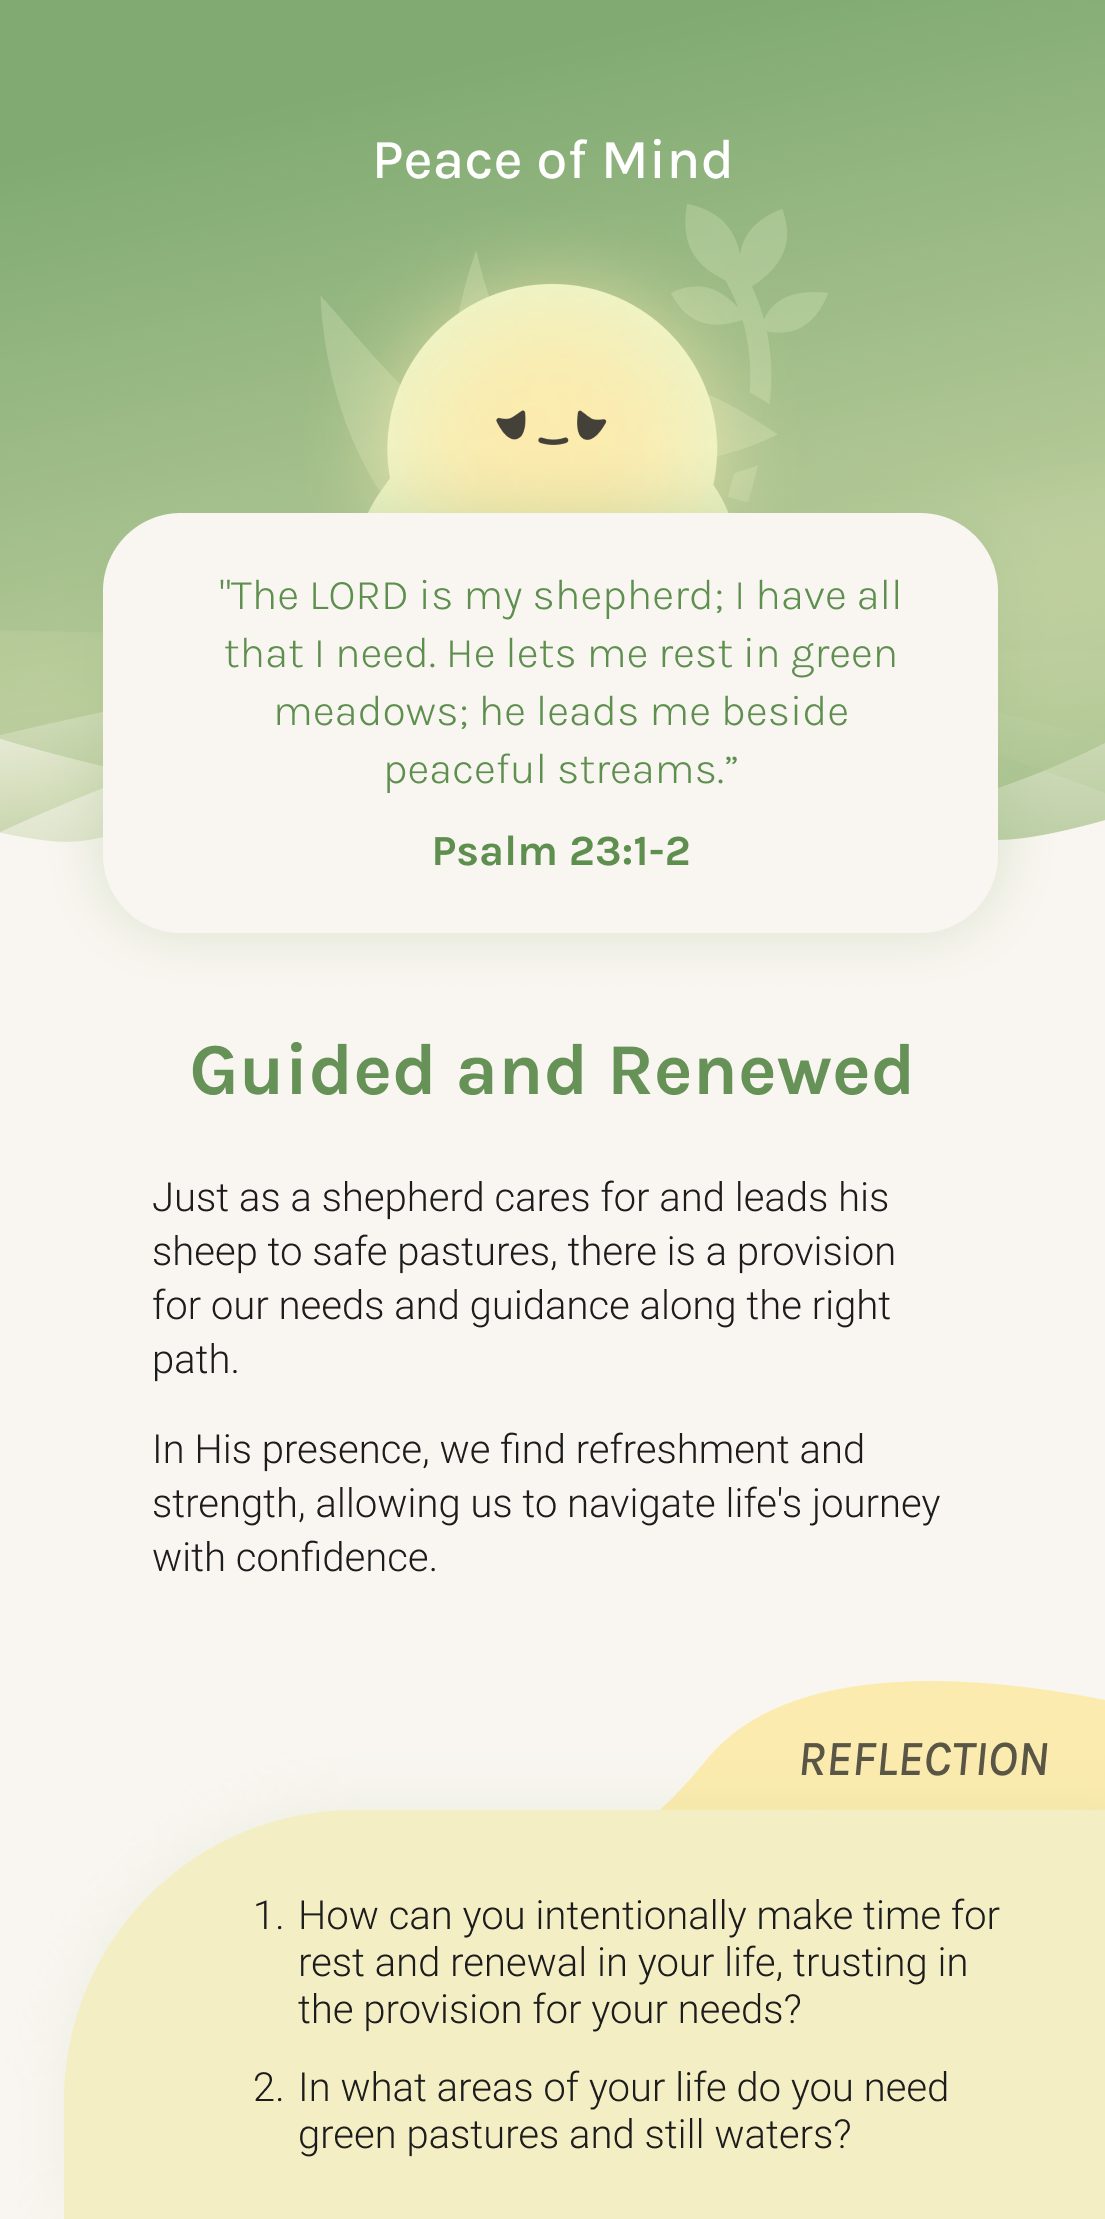 Peace of Mind
"The LORD is my shepherd; I have all
that I need. He lets me rest in green
meadows; he leads me beside
peaceful streams.”
Psalm 23:1-2
Guided and Renewed
Just as a shepherd cares for and leads his
sheep to safe pastures, there is a provision
for our needs and guidance along the right
path.
In His presence, we find refreshment and
strength, allowing us to navigate life's journey
with confidence.
REFLECTION
1. How can you intentionally make time for
rest and renewal in your life, trusting in
the provision for your needs?
2. In what areas of your life do you need
green pastures and still waters?